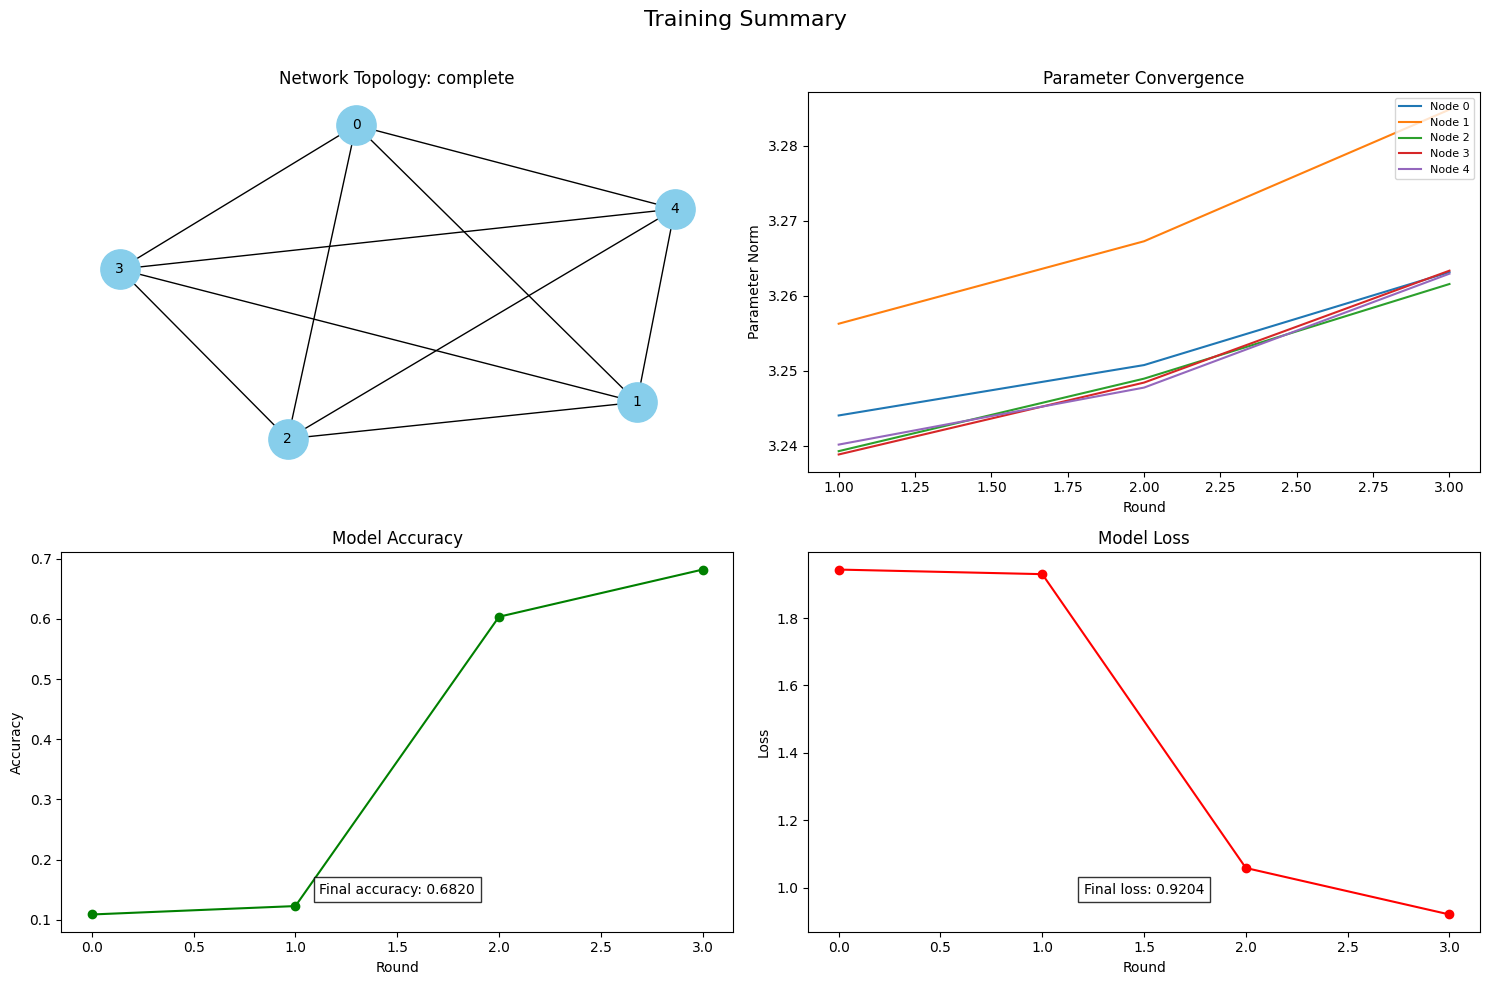 Training Summary
Network Topology: complete
0
4
3
1
2
Parameter Convergence
Node 0
Node 1
Node 2
Node 3
Node 4
Parameter Norm
3.28
3.27
3.26
3.25
3.24
1.00 1.25 1.50 1.75 2.00 2.25 2.50 2.75 3.00
Round
Model Accuracy
Accuracy
0.7
0.6
0.5
0.4
0.3
0.2
0.1
Final accuracy: 0.6820
0.0 0.5 1.0 1.5 2.0 2.5 3.0
Round
Model Loss
Loss
1.8
1.6
1.4
1.2
1.0
Final loss: 0.9204
0.0 0.5 1.0 1.5 2.0 2.5 3.0
Round